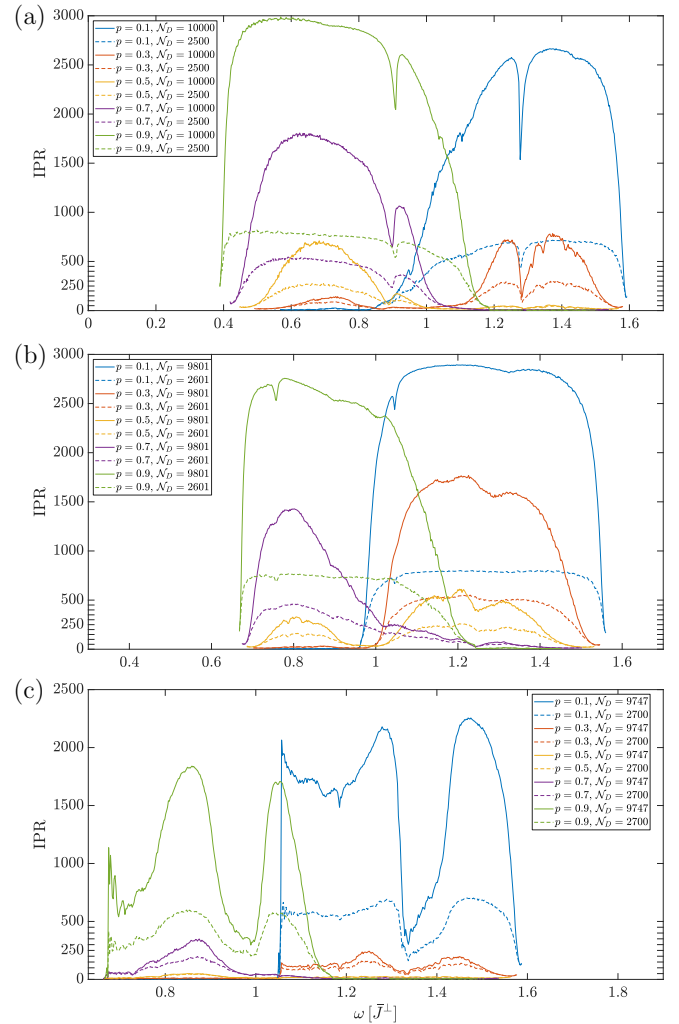 (a)
3000
2500
2000
1500
1000
500
250
0
IPR
p = 0.1, N_D = 10000
p = 0.1, N_D = 2500
p = 0.3, N_D = 10000
p = 0.3, N_D = 2500
p = 0.5, N_D = 10000
p = 0.5, N_D = 2500
p = 0.7, N_D = 10000
p = 0.7, N_D = 2500
p = 0.9, N_D = 10000
p = 0.9, N_D = 2500
0 0.2 0.4 0.6 0.8 1 1.2 1.4 1.6
(b)
3000
2500
2000
1500
1000
500
250
0
IPR
p = 0.1, N_D = 9801
p = 0.1, N_D = 2601
p = 0.3, N_D = 9801
p = 0.3, N_D = 2601
p = 0.5, N_D = 9801
p = 0.5, N_D = 2601
p = 0.7, N_D = 9801
p = 0.7, N_D = 2601
p = 0.9, N_D = 9801
p = 0.9, N_D = 2601
0.4 0.6 0.8 1 1.2 1.4 1.6
(c)
2500
2000
1500
1000
500
250
0
IPR
p = 0.1, N_D = 9747
p = 0.1, N_D = 2700
p = 0.3, N_D = 9747
p = 0.3, N_D = 2700
p = 0.5, N_D = 9747
p = 0.5, N_D = 2700
p = 0.7, N_D = 9747
p = 0.7, N_D = 2700
p = 0.9, N_D = 9747
p = 0.9, N_D = 2700
0.8 1 1.2 1.4 1.6 1.8
ω [J̄^⊥]